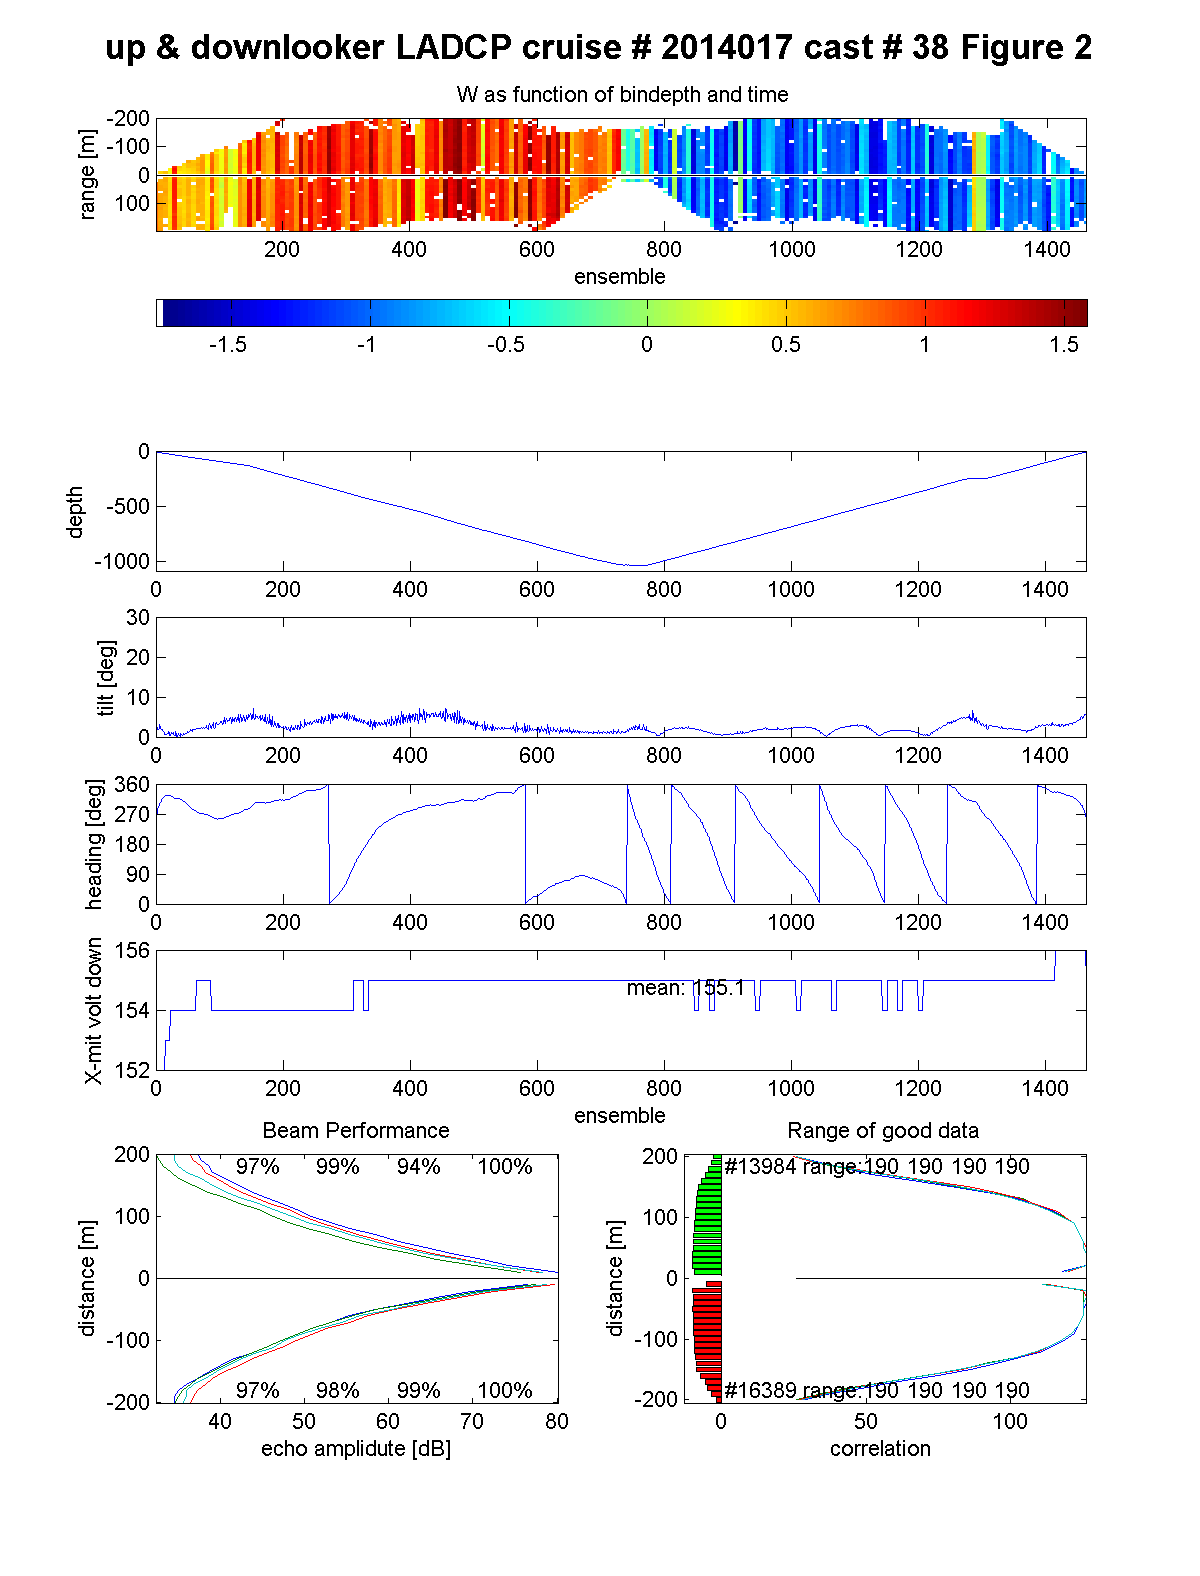 up & downlooker LADCP cruise # 2014017 cast # 38 Figure 2
W as function of bindepth and time
-200
-100
0
100
range [m]
200 400 600 800 1000 1200 1400
ensemble
-1.5 -1 -0.5 0 0.5 1 1.5
0
-500
-1000
depth
0 200 400 600 800 1000 1200 1400
30
20
10
0
tilt [deg]
0 200 400 600 800 1000 1200 1400
360
270
180
90
0
heading [deg]
0 200 400 600 800 1000 1200 1400
156
154
152
X-mit volt down
mean: 155.1
0 200 400 600 800 1000 1200 1400
ensemble
Beam Performance
200
100
0
-100
-200
distance [m]
97% 99% 94% 100%
97% 98% 99% 100%
40 50 60 70 80
echo amplidute [dB]
Range of good data
200
100
0
-100
-200
distance [m]
#13984 range:190 190 190 190
#16389 range:190 190 190 190
0 50 100
correlation